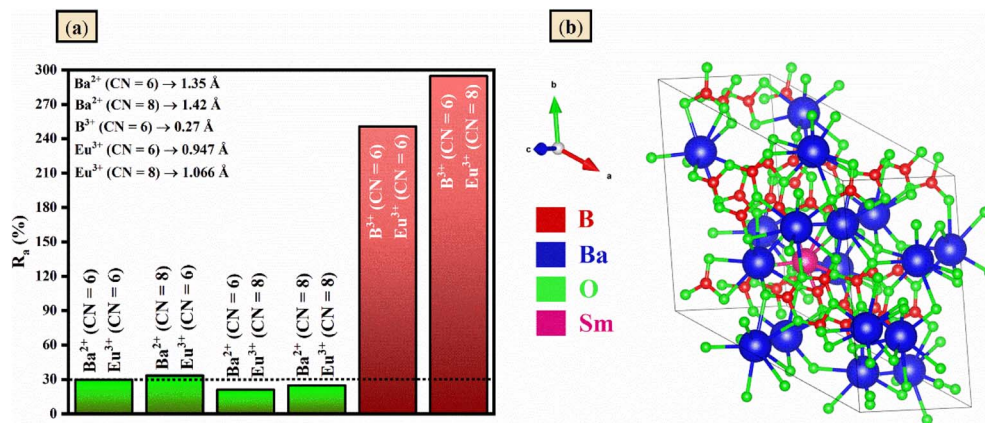 (a)
Ba²⁺ (CN = 6) → 1.35 Å
Ba²⁺ (CN = 8) → 1.42 Å
B³⁺ (CN = 6) → 0.27 Å
Eu³⁺ (CN = 6) → 0.947 Å
Eu³⁺ (CN = 8) → 1.066 Å
Rₐ (%)
300
270
240
210
180
150
120
90
60
30
0
Ba²⁺ (CN = 6)
Eu³⁺ (CN = 6)
Ba²⁺ (CN = 8)
Eu³⁺ (CN = 6)
Ba²⁺ (CN = 6)
Eu³⁺ (CN = 8)
Ba²⁺ (CN = 8)
Eu³⁺ (CN = 8)
B³⁺ (CN = 6)
Eu³⁺ (CN = 6)
B³⁺ (CN = 6)
Eu³⁺ (CN = 8)
(b)
b
c
a
B
Ba
O
Sm